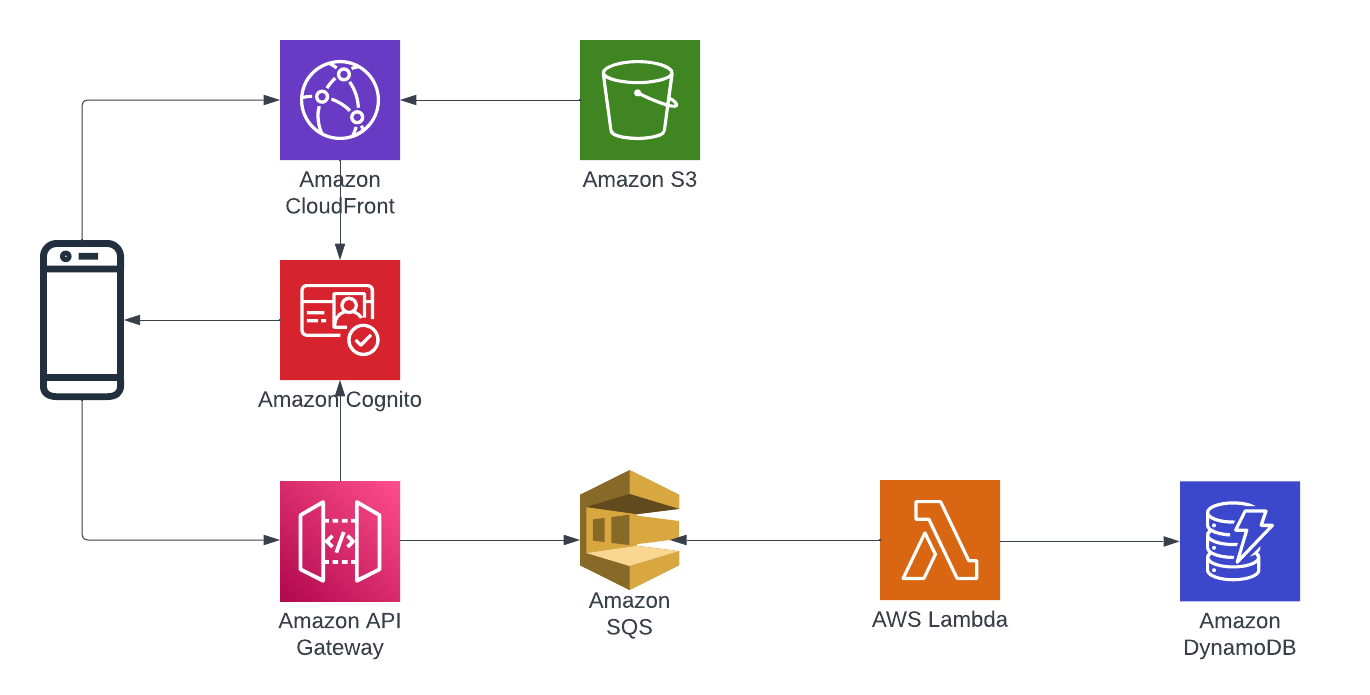 Amazon
CloudFront
Amazon S3
Amazon Cognito
Amazon API
Gateway
Amazon
SQS
AWS Lambda
Amazon
DynamoDB